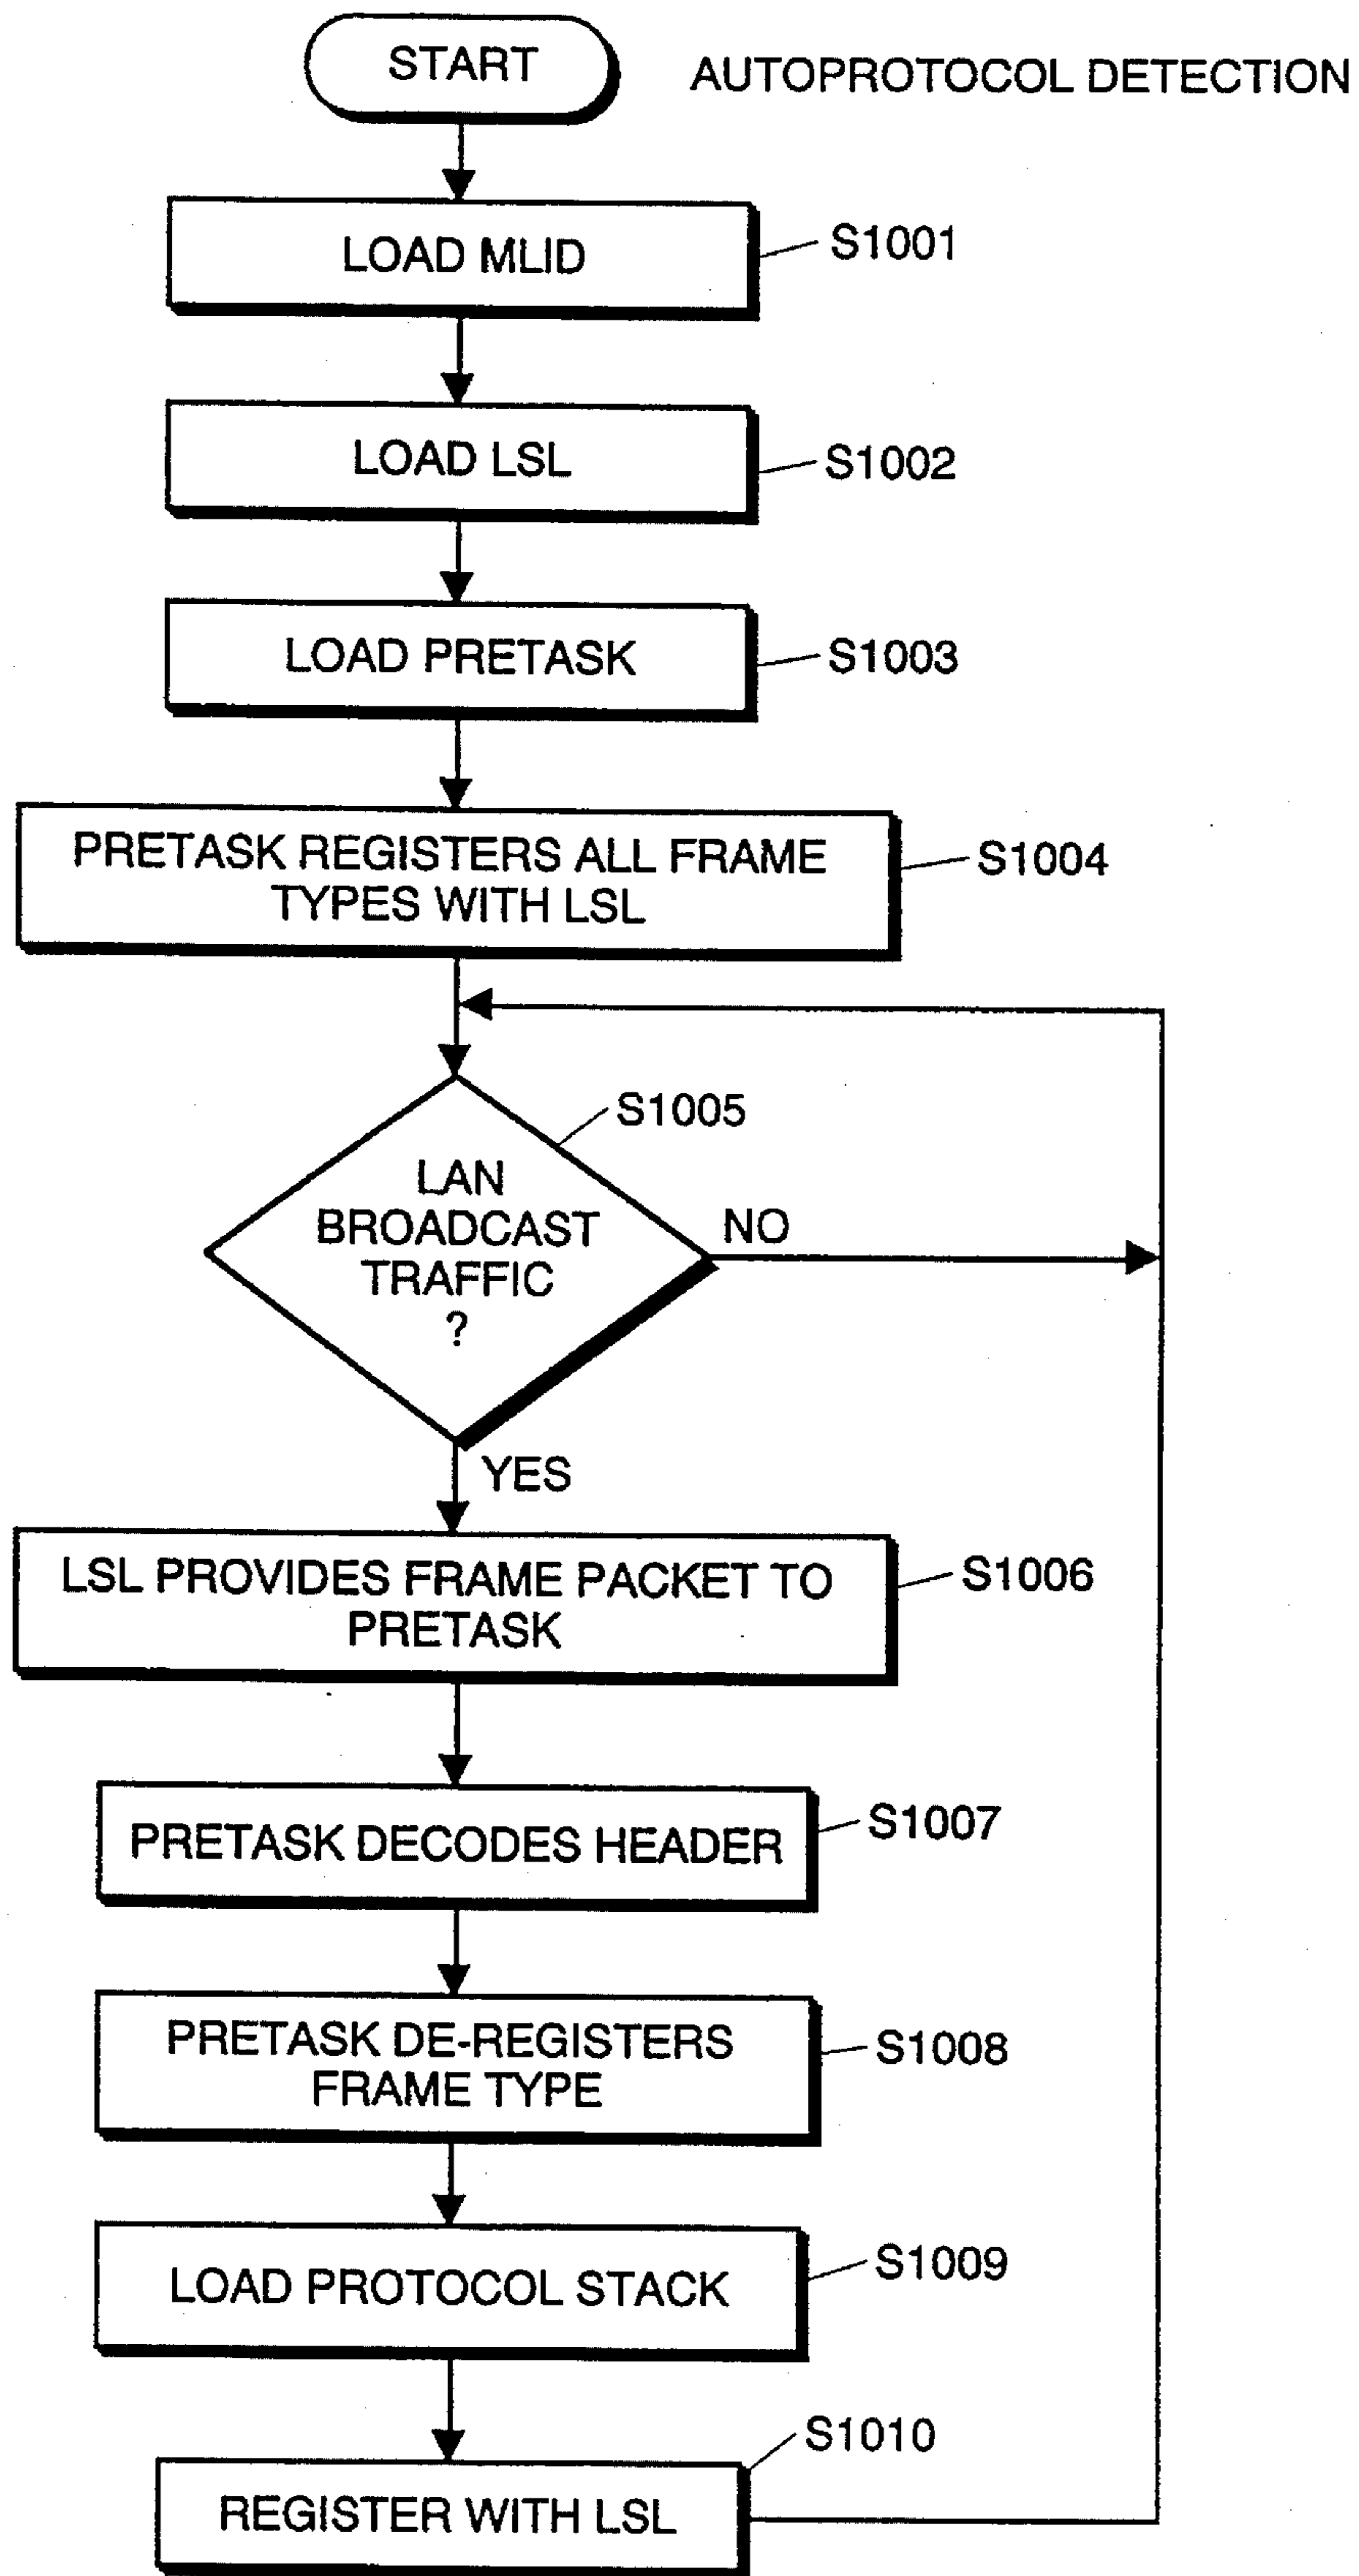 START
AUTOPROTOCOL DETECTION
LOAD MLID
S1001
LOAD LSL
S1002
LOAD PRETASK
S1003
PRETASK REGISTERS ALL FRAME
TYPES WITH LSL
S1004
S1005
LAN
BROADCAST
TRAFFIC
?
NO
YES
LSL PROVIDES FRAME PACKET TO
PRETASK
S1006
PRETASK DECODES HEADER
S1007
PRETASK DE-REGISTERS
FRAME TYPE
S1008
LOAD PROTOCOL STACK
S1009
S1010
REGISTER WITH LSL